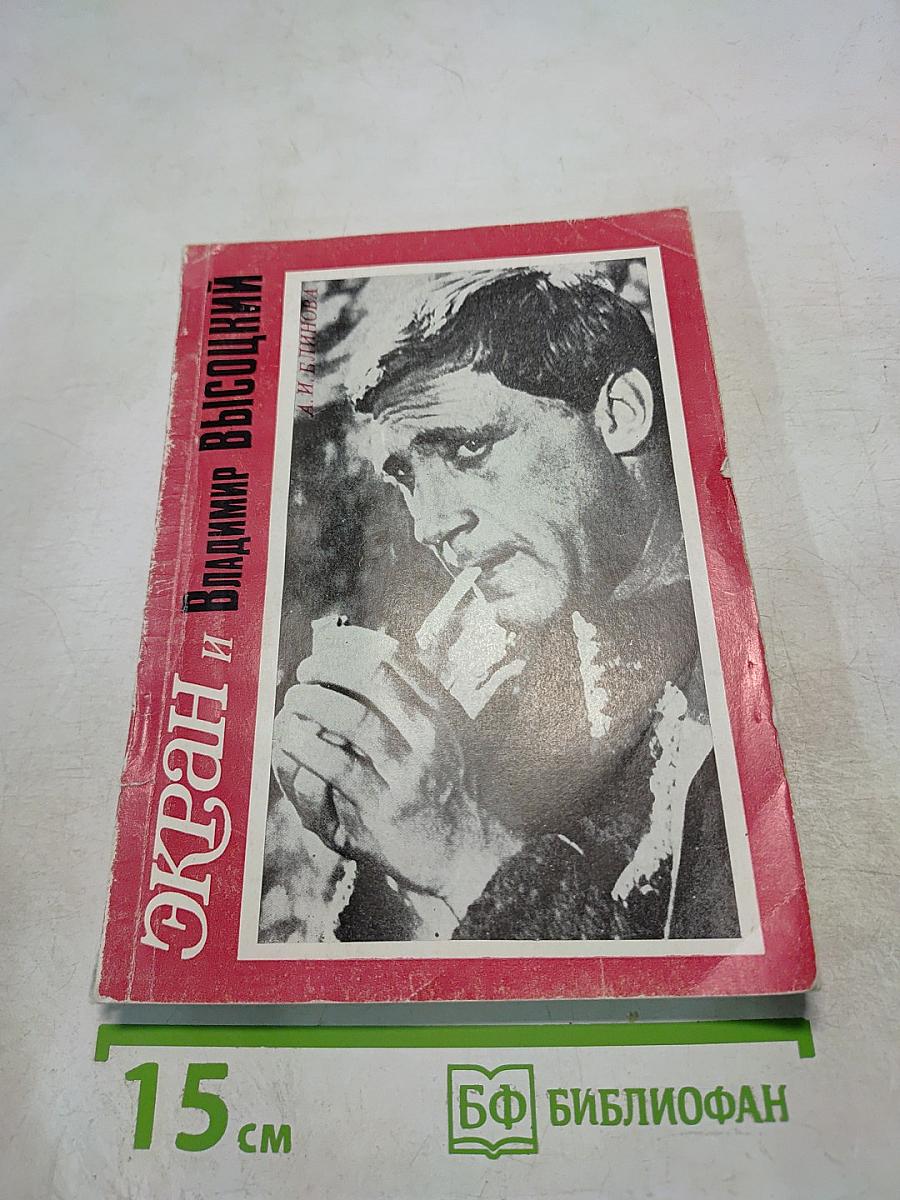 А. И. БЛИНОВА
ЭКРАН и Владимир ВЫСОЦКИЙ
15 см
БФ БИБЛИОФАН